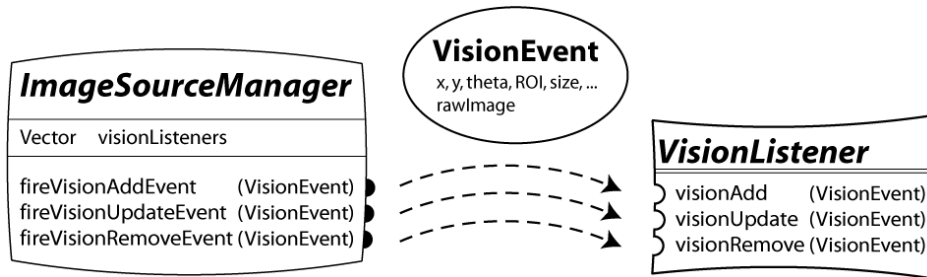 ImageSourceManager
Vector visionListeners
fireVisionAddEvent (VisionEvent)
fireVisionUpdateEvent (VisionEvent)
fireVisionRemoveEvent (VisionEvent)
VisionEvent
x, y, theta, ROI, size, ...
rawImage
VisionListener
visionAdd (VisionEvent)
visionUpdate (VisionEvent)
visionRemove (VisionEvent)